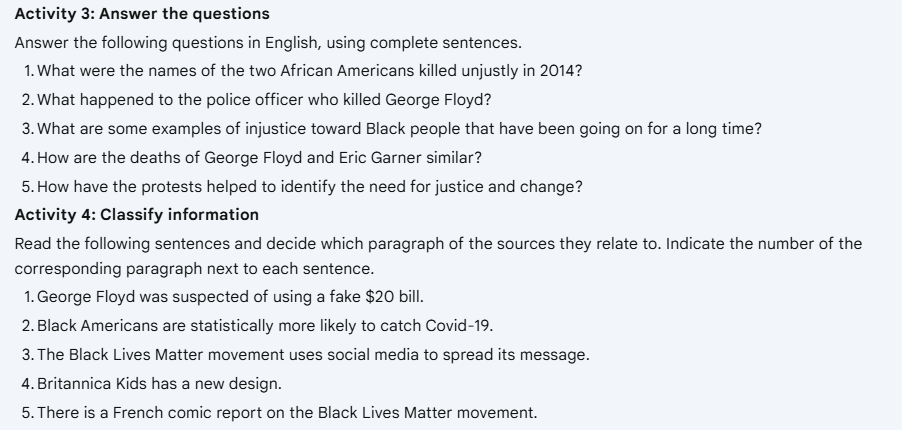 Activity 3: Answer the questions
Answer the following questions in English, using complete sentences.
1. What were the names of the two African Americans killed unjustly in 2014?
2. What happened to the police officer who killed George Floyd?
3. What are some examples of injustice toward Black people that have been going on for a long time?
4. How are the deaths of George Floyd and Eric Garner similar?
5. How have the protests helped to identify the need for justice and change?
Activity 4: Classify information
Read the following sentences and decide which paragraph of the sources they relate to. Indicate the number of the
corresponding paragraph next to each sentence.
1. George Floyd was suspected of using a fake $20 bill.
2. Black Americans are statistically more likely to catch Covid-19.
3. The Black Lives Matter movement uses social media to spread its message.
4. Britannica Kids has a new design.
5. There is a French comic report on the Black Lives Matter movement.